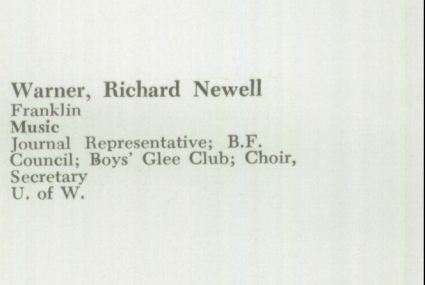 Warner, Richard Newell
Franklin
Music
Journal Representative; B.F.
Council; Boys' Glee Club; Choir,
Secretary
U. of W.